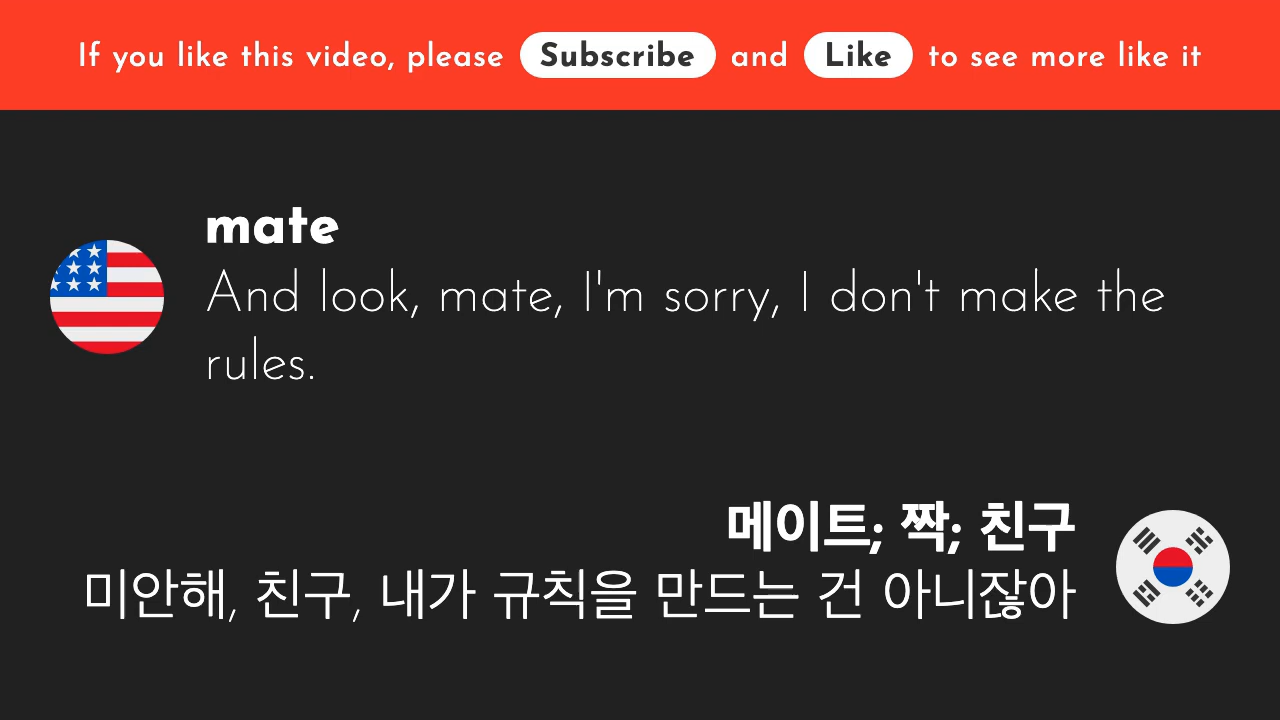 If you like this video, please Subscribe and Like to see more like it
mate
And look, mate, I'm sorry, I don't make the
rules.
메이트; 짝; 친구
미안해, 친구, 내가 규칙을 만드는 건 아니잖아